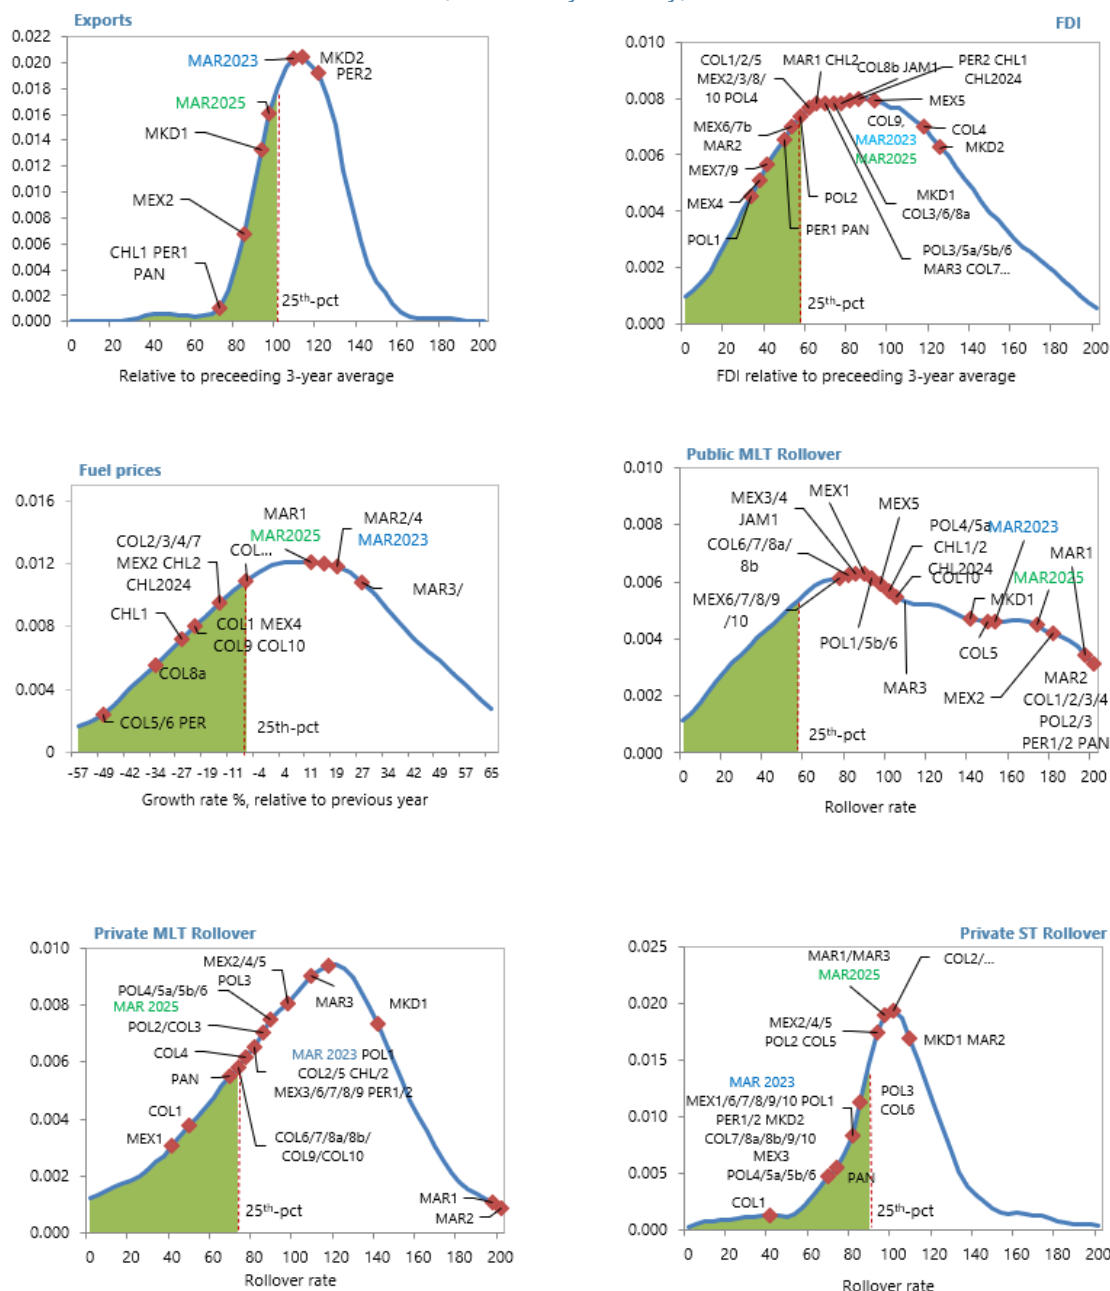 Exports
0.022
0.020
0.018
0.016
0.014
0.012
0.010
0.008
0.006
0.004
0.002
0.000
MAR2023
MKD2
PER2
MAR2025
MKD1
MEX2
CHL1 PER1
PAN
25th-pct
0 20 40 60 80 100 120 140 160 180 200
Relative to preceeding 3-year average
FDI
0.010
0.008
0.006
0.004
0.002
0.000
COL1/2/5
MEX2/3/8/
10 POL4
MAR1 CHL2
COL8b JAM1
PER2 CHL1
CHL2024
MEX5
COL9,
MAR2023
MAR2025
COL4
MKD2
MEX6/7b
MAR2
MEX7/9
MEX4
POL1
POL2
PER1 PAN
MKD1
COL3/6/8a
POL3/5a/5b/6
MAR3 COL7...
25th-pct
0 20 40 60 80 100 120 140 160 180 200
FDI relative to preceeding 3-year average
Fuel prices
0.016
0.012
0.008
0.004
0
COL2/3/4/7
MEX2 CHL2
CHL2024
COL...
MAR1
MAR2025
MAR2/4
MAR2023
MAR3/
CHL1
COL1 MEX4
COL9 COL10
COL8a
COL5/6 PER
25th-pct
-57 -49 -42 -34 -27 -19 -11 -4 4 11 19 27 34 42 49 57 65
Growth rate %, relative to previous year
Public MLT Rollover
0.010
0.008
0.006
0.004
0.002
0.000
MEX3/4
JAM1
MEX1
MEX5
COL6/7/8a/
8b
POL4/5a
CHL1/2
CHL2024
COL10
MAR2023
MAR1
MAR2025
MKD1
MEX6/7/8/9
/10
POL1/5b/6
COL5
MAR3
MEX2
MAR2
COL1/2/3/4
POL2/3
PER1/2 PAN
25th-pct
0 20 40 60 80 100 120 140 160 180 200
Rollover rate
Private MLT Rollover
0.010
0.008
0.006
0.004
0.002
0.000
MEX2/4/5
POL3
POL4/5a/5b/6
MAR 2025
MAR3
MKD1
POL2/COL3
COL4
PAN
MAR 2023 POL1
COL2/5 CHL/2
MEX3/6/7/8/9 PER1/2
COL1
MEX1
COL6/7/8a/8b/
COL9/COL10
MAR1
MAR2
25th-pct
0 20 40 60 80 100 120 140 160 180 200
Rollover rate
Private ST Rollover
0.025
0.020
0.015
0.010
0.005
0.000
MAR1/MAR3
MAR2025
COL2/...
MEX2/4/5
POL2 COL5
MKD1 MAR2
MAR 2023
MEX1/6/7/8/9/10 POL1
PER1/2 MKD2
COL7/8a/8b/9/10
MEX3
POL4/5a/5b/6
POL3
COL6
PAN
COL1
25th-pct
0 20 40 60 80 100 120 140 160 180 200
Rollover rate